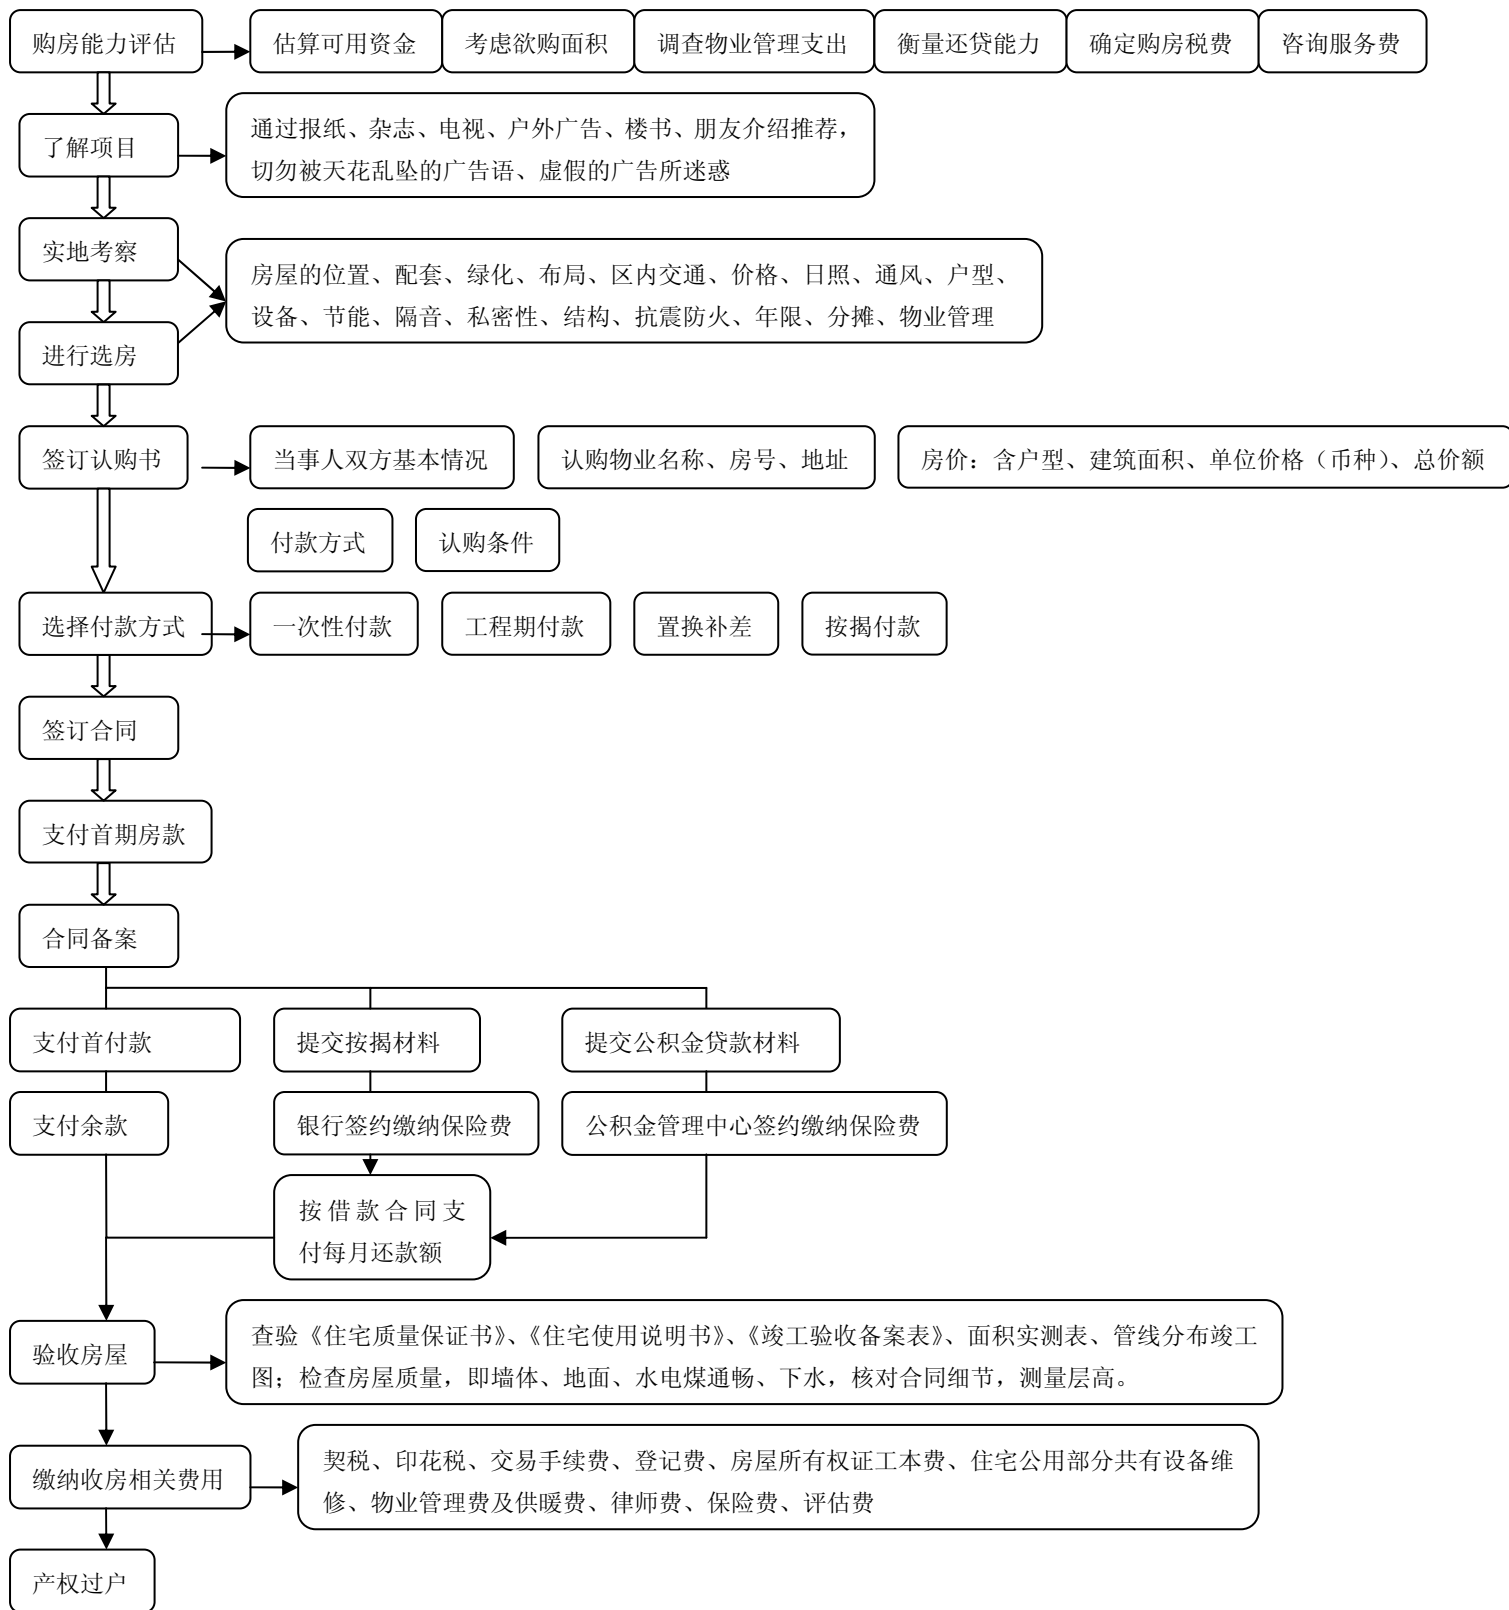 购房能力评估
估算可用资金
考虑欲购面积
调查物业管理支出
衡量还贷能力
确定购房税费
咨询服务费
了解项目
通过报纸、杂志、电视、户外广告、楼书、朋友介绍推荐，
切勿被天花乱坠的广告语、虚假的广告所迷惑
实地考察
房屋的位置、配套、绿化、布局、区内交通、价格、日照、通风、户型、
设备、节能、隔音、私密性、结构、抗震防火、年限、分摊、物业管理
进行选房
签订认购书
当事人双方基本情况
认购物业名称、房号、地址
房价：含户型、建筑面积、单位价格（币种）、总价额
付款方式
认购条件
选择付款方式
一次性付款
工程期付款
置换补差
按揭付款
签订合同
支付首期房款
合同备案
支付首付款
提交按揭材料
提交公积金贷款材料
支付余款
银行签约缴纳保险费
公积金管理中心签约缴纳保险费
按借款合同支
付每月还款额
验收房屋
查验《住宅质量保证书》、《住宅使用说明书》、《竣工验收备案表》、面积实测表、管线分布竣工
图；检查房屋质量，即墙体、地面、水电煤通畅、下水，核对合同细节，测量层高。
缴纳收房相关费用
契税、印花税、交易手续费、登记费、房屋所有权证工本费、住宅公用部分共有设备维
修、物业管理费及供暖费、律师费、保险费、评估费
产权过户